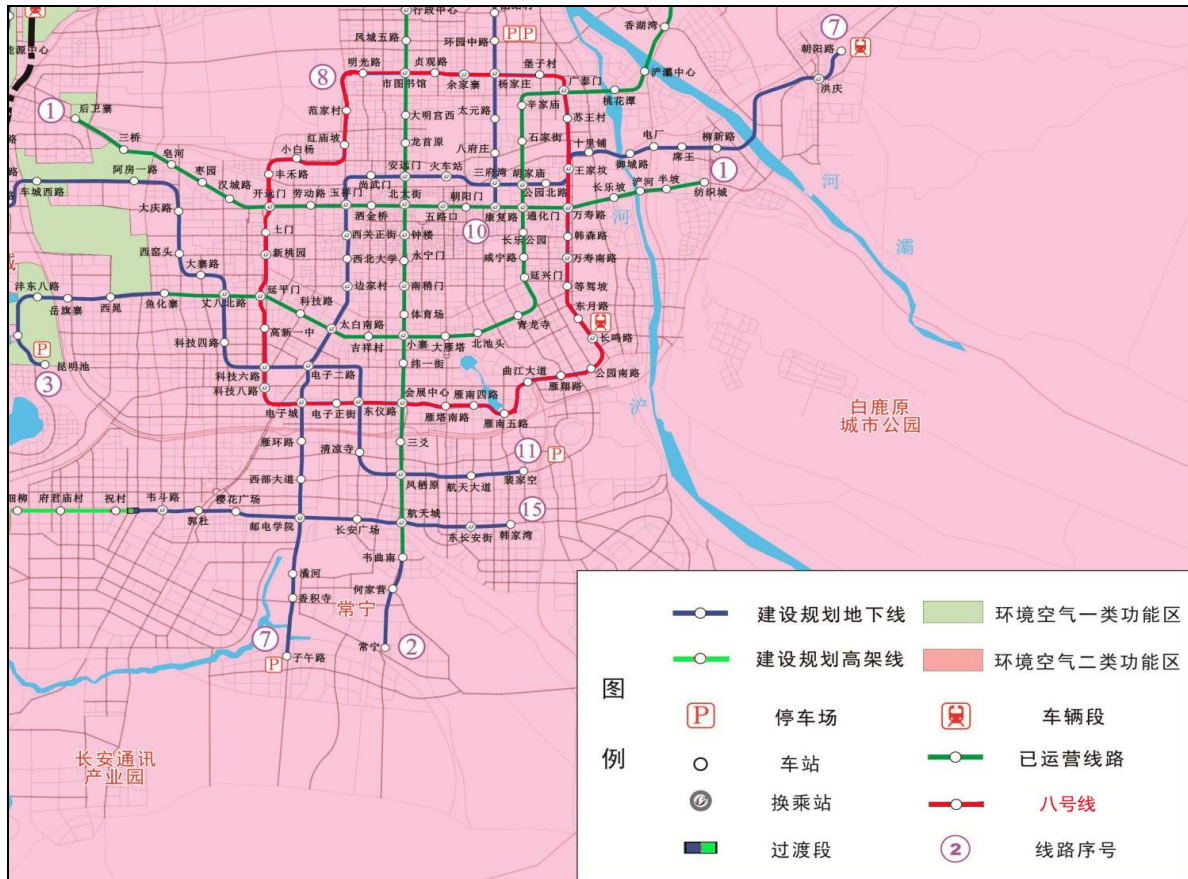 行政中心
香湖湾
⑦
凤城五路
环园中路
P P
朝阳路
能源中心
⑧
明光路
贞观路
堡子村
浐灞中心
广泰门
市图书馆
余家寨
杨家庄
桃花潭
洪庆
①
后卫寨
范家村
大明宫西
太元路
辛家庙
苏王村
三桥
小白杨
红庙坡
龙首原
八府庄
石家街
十里铺
电厂
柳新路
皂河
御城路
席王
阿房一路
枣园
丰禾路
安远门
火车站
三府湾
胡家庙
王家坟
①
车城西路
汉城路
开远门
劳动路
玉祥门
尚武门
北大街
朝阳门
公园北路
长乐坡
浐河
半坡
纺织城
大庆路
洒金桥
五路口
康复路
通化门
万寿路
河
灞
⑩
土门
西关正街
钟楼
长乐公园
韩森路
河
西窑头
新桃园
西北大学
永宁门
咸宁路
万寿南路
大寨路
延兴门
沣东八路
岳旗寨
西晁
鱼化寨
丈八北路
延平门
边家村
南稍门
等驾坡
科技路
体育场
东月路
高新一中
太白南路
青龙寺
长鸣路
科技四路
吉祥村
小寨
大雁塔
北池头
P
昆明池
纬一街
曲江大道
公园南路
③
科技六路
电子二路
雁翔路
科技八路
会展中心
雁南四路
浐
白鹿原
城市公园
电子城
电子正街
东仪路
雁塔南路
雁南五路
雁环路
清凉寺
三爻
⑪
P
西部大道
凤栖原
航天大道
裴家空
细柳
府君庙村
祝村
韦斗路
樱花广场
航天城
⑮
郭杜
邮电学院
长安广场
东长安街
韩家湾
韦曲南
潏河
何家营
香积寺
常宁
⑦
P
子午路
常宁
②
长安通讯
产业园
图
例
建设规划地下线
环境空气一类功能区
建设规划高架线
环境空气二类功能区
P
停车场
车辆段
车站
已运营线路
换乘站
八号线
过渡段
②
线路序号